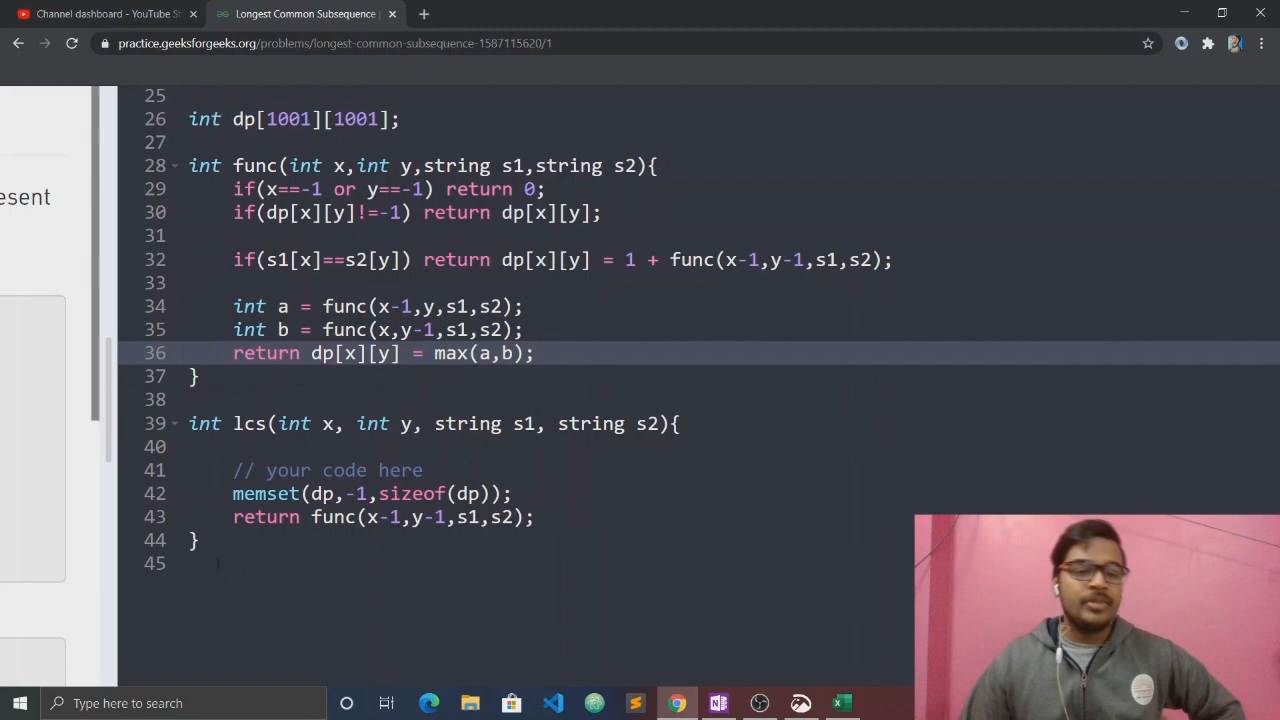 Channel dashboard - YouTube St
Longest Common Subsequence |
practice.geeksforgeeks.org/problems/longest-common-subsequence-1587115620/1
esent
25
26 int dp[1001][1001];
27
28 int func(int x,int y,string s1,string s2){
29 if(x==-1 or y==-1) return 0;
30 if(dp[x][y]!=-1) return dp[x][y];
31
32 if(s1[x]==s2[y]) return dp[x][y] = 1 + func(x-1,y-1,s1,s2);
33
34 int a = func(x-1,y,s1,s2);
35 int b = func(x,y-1,s1,s2);
36 return dp[x][y] = max(a,b);
37 }
38
39 int lcs(int x, int y, string s1, string s2){
40
41 // your code here
42 memset(dp,-1,sizeof(dp));
43 return func(x-1,y-1,s1,s2);
44 }
45
Type here to search